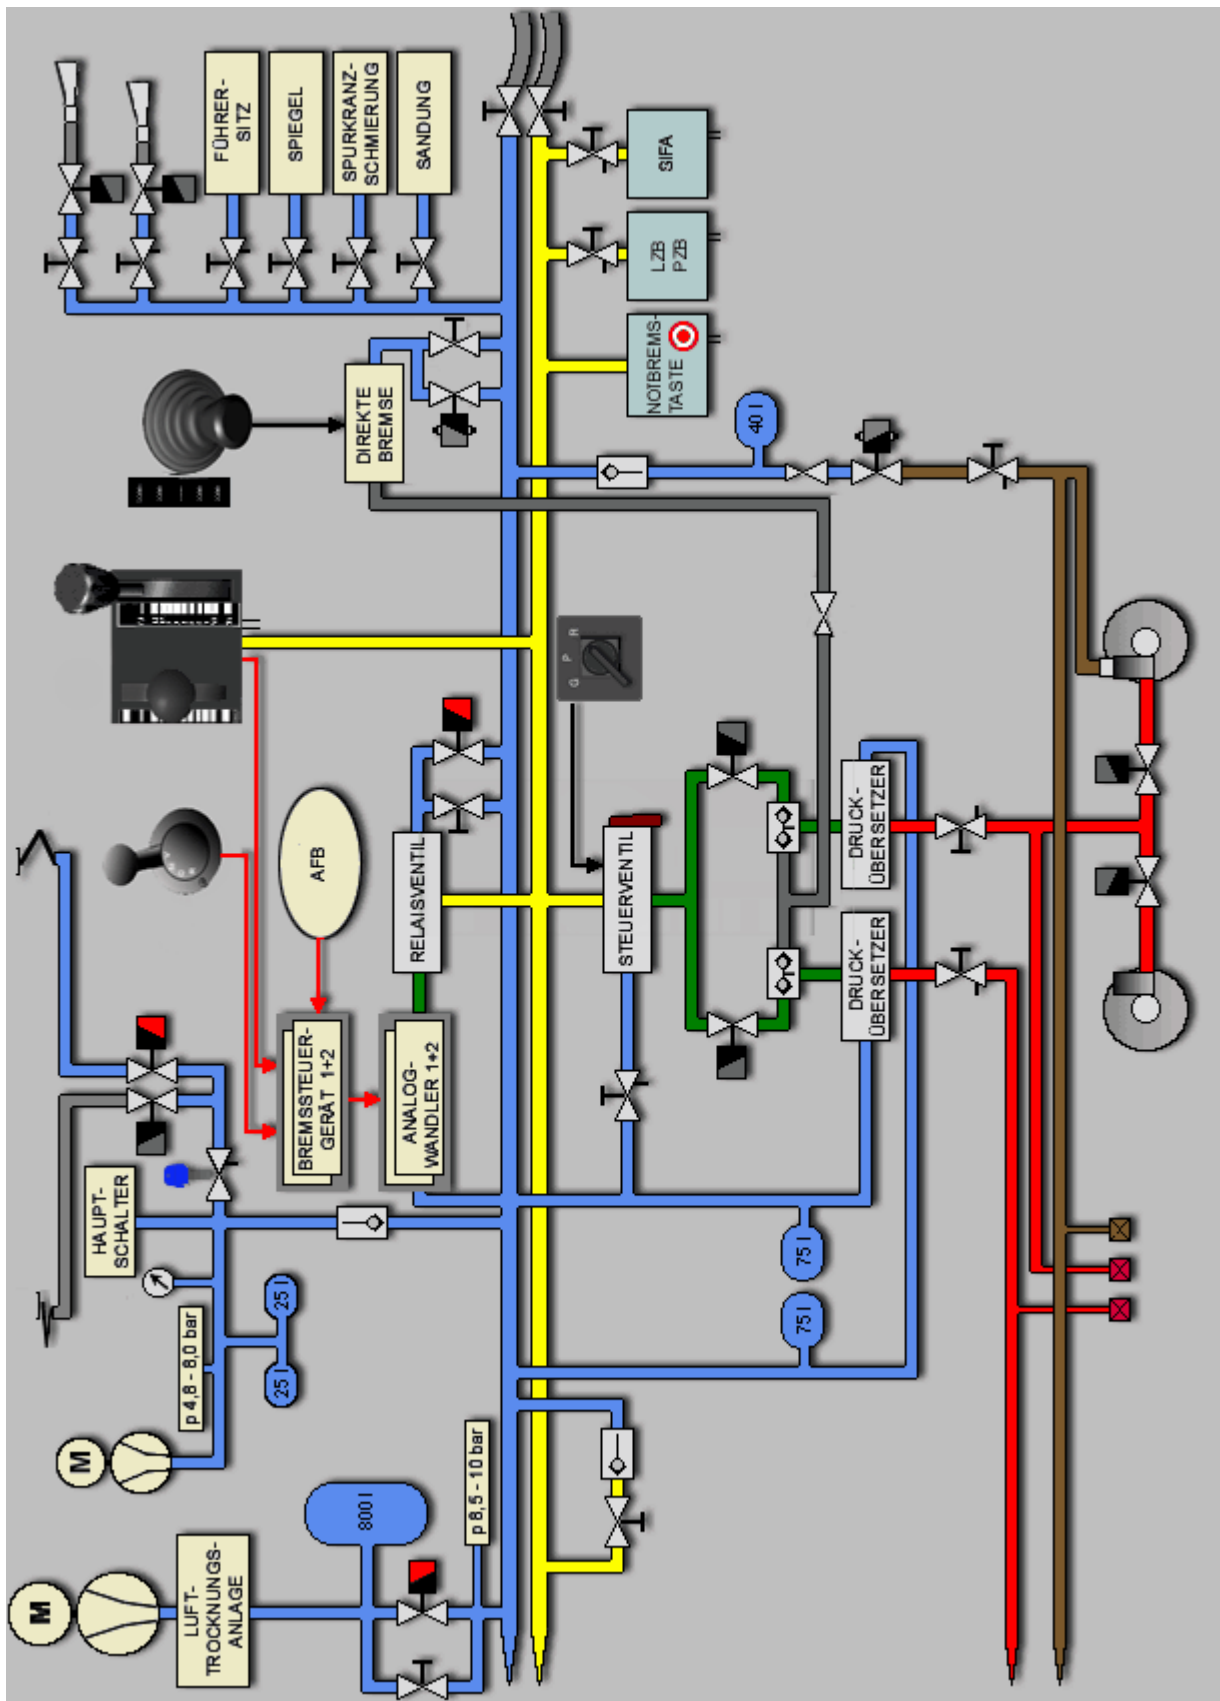 M
M
LUFT-
TROCKNUNGS-
ANLAGE
p 4,8 - 8,0 bar
HAUPT-
SCHALTER
25 l
25 l
800 l
p 8,5 - 10 bar
BREMSSTEUER-
GERÄT 1+2
ANALOG-
WANDLER 1+2
AFB
RELAISVENTIL
DIREKTE
BREMSE
FÜHRER-
SITZ
SPIEGEL
SPURKRANZ-
SCHMIERUNG
SANDUNG
G P R
STEUERVENTIL
NOTBREMS-
TASTE
LZB
PZB
SIFA
40 l
75 l
75 l
DRUCK-
ÜBERSETZER
DRUCK-
ÜBERSETZER